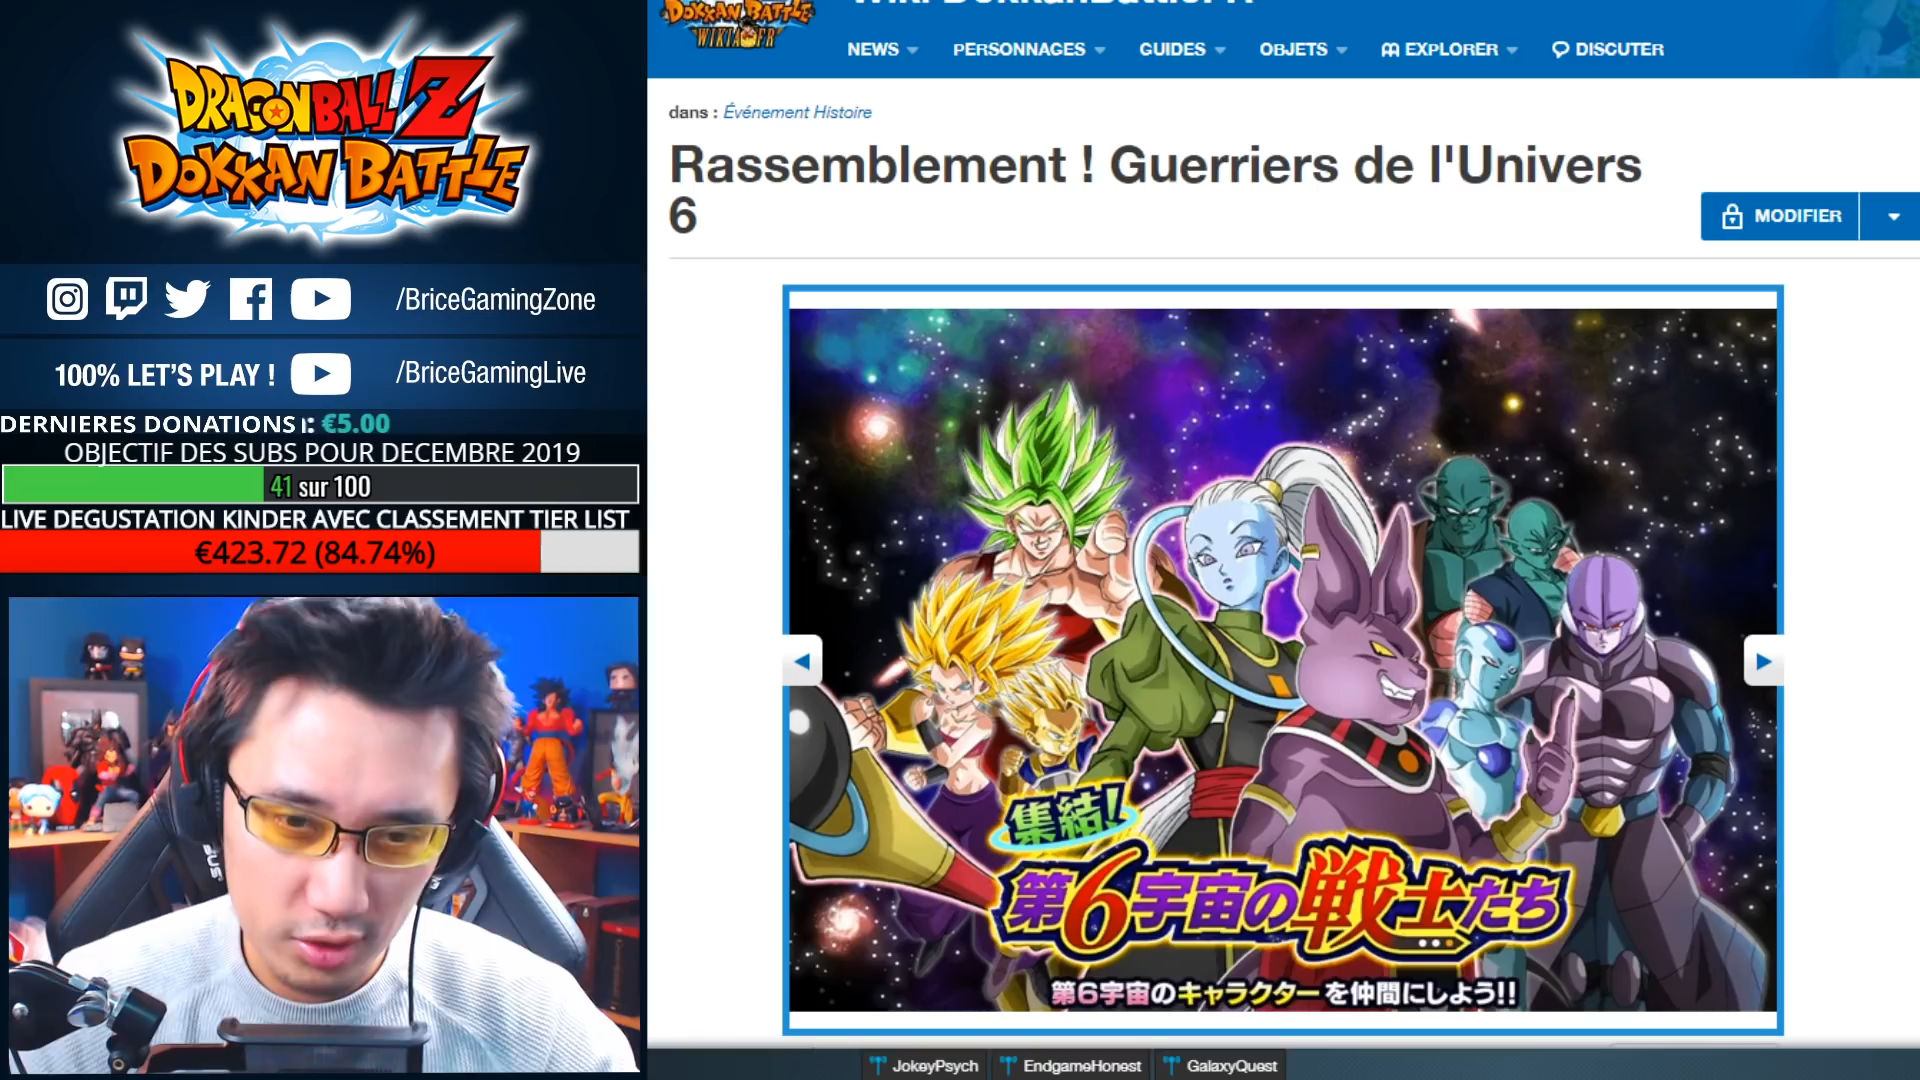 DRAGON BALL Z
DOKKAN BATTLE
/BriceGamingZone
100% LET'S PLAY !
/BriceGamingLive
DERNIERES DONATIONS
: €5.00
OBJECTIF DES SUBS POUR DECEMBRE 2019
41 sur 100
LIVE DEGUSTATION KINDER AVEC CLASSEMENT TIER LIST
€423.72 (84.74%)
DOKKAN BATTLE
WIKIA FR
NEWS
PERSONNAGES
GUIDES
OBJETS
EXPLORER
DISCUTER
dans : Événement Histoire
Rassemblement ! Guerriers de l'Univers
6
MODIFIER
集結!
第6宇宙の戦士たち
第6宇宙のキャラクターを仲間にしよう!!
JokeyPsych
EndgameHonest
GalaxyQuest